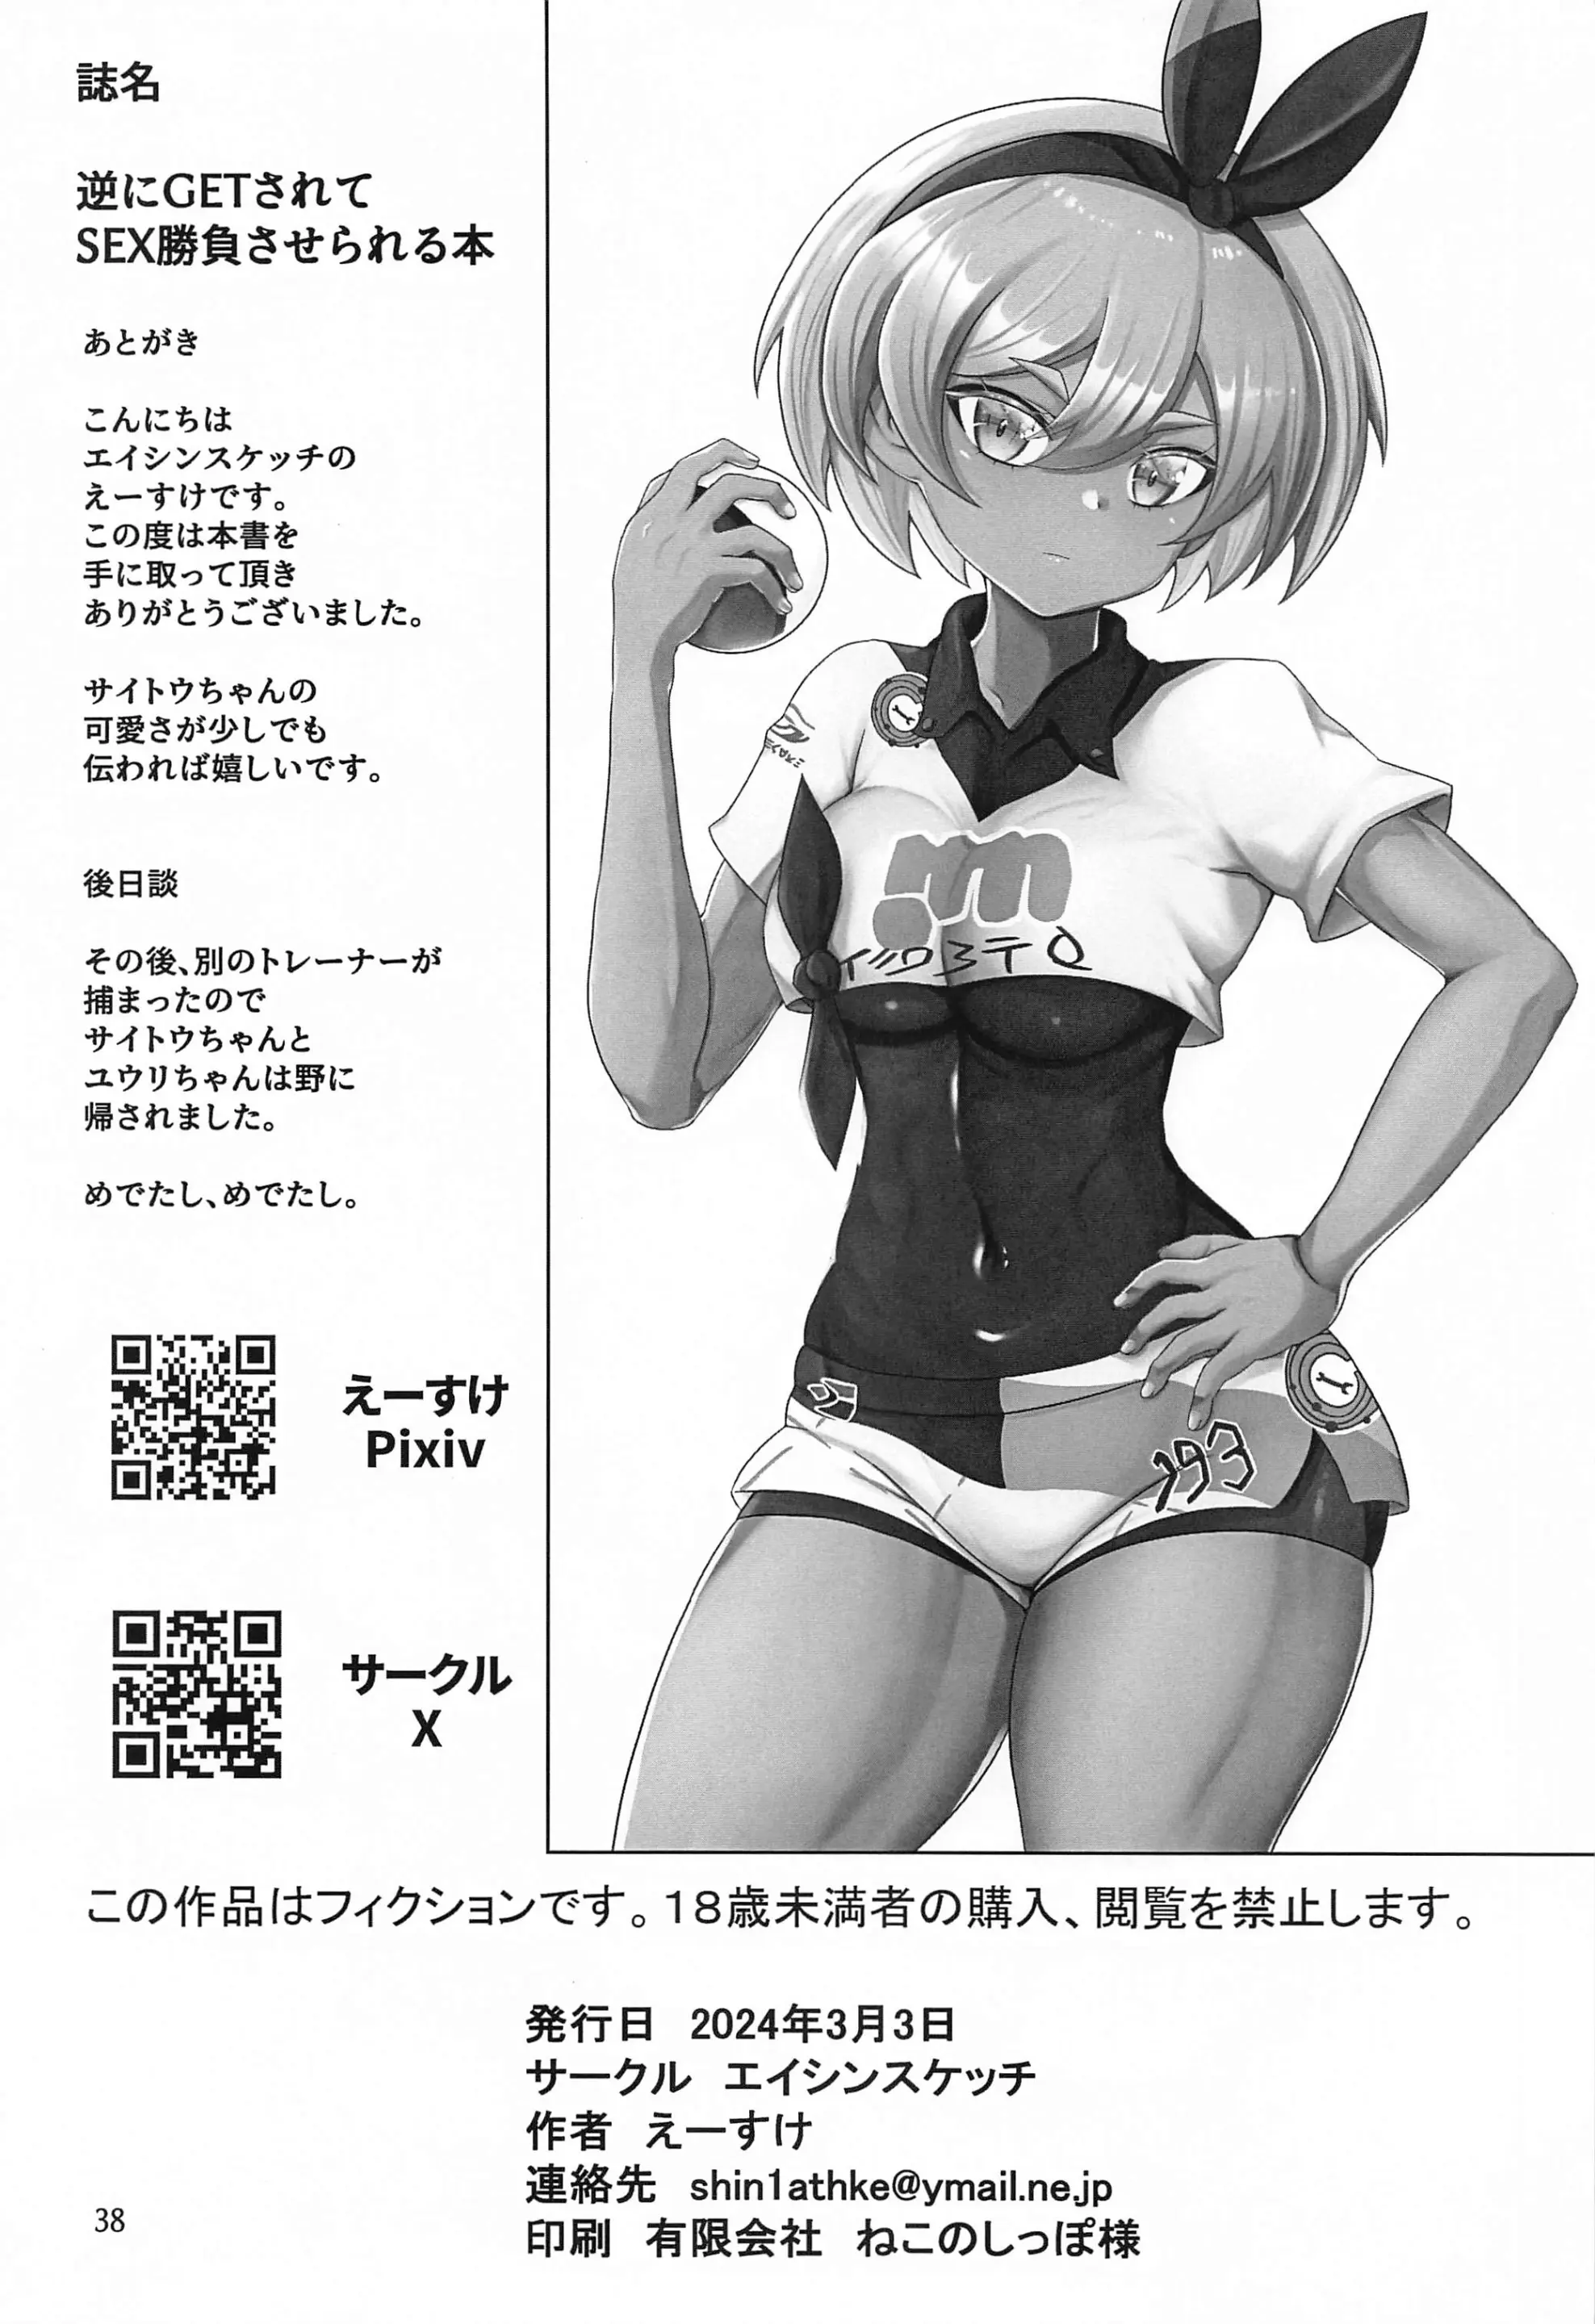 誌名
逆にGETされて
SEX勝負させられる本
あとがき
こんにちは
エイシンスケッチの
えーすけです。
この度は本書を
手に取って頂き
ありがとうございました。
サイトウちゃんの
可愛さが少しでも
伝われば嬉しいです。
後日談
その後、別のトレーナーが
捕まったので
サイトウちゃんと
ユウリちゃんは野に
帰されました。
めでたし、めでたし。
えーすけ
Pixiv
サークル
X
193
この作品はフィクションです。18歳未満者の購入、閲覧を禁止します。
発行日 2024年3月3日
サークル エイシンスケッチ
作者 えーすけ
連絡先 shin1athke@ymail.ne.jp
印刷 有限会社 ねこのしっぽ様
38